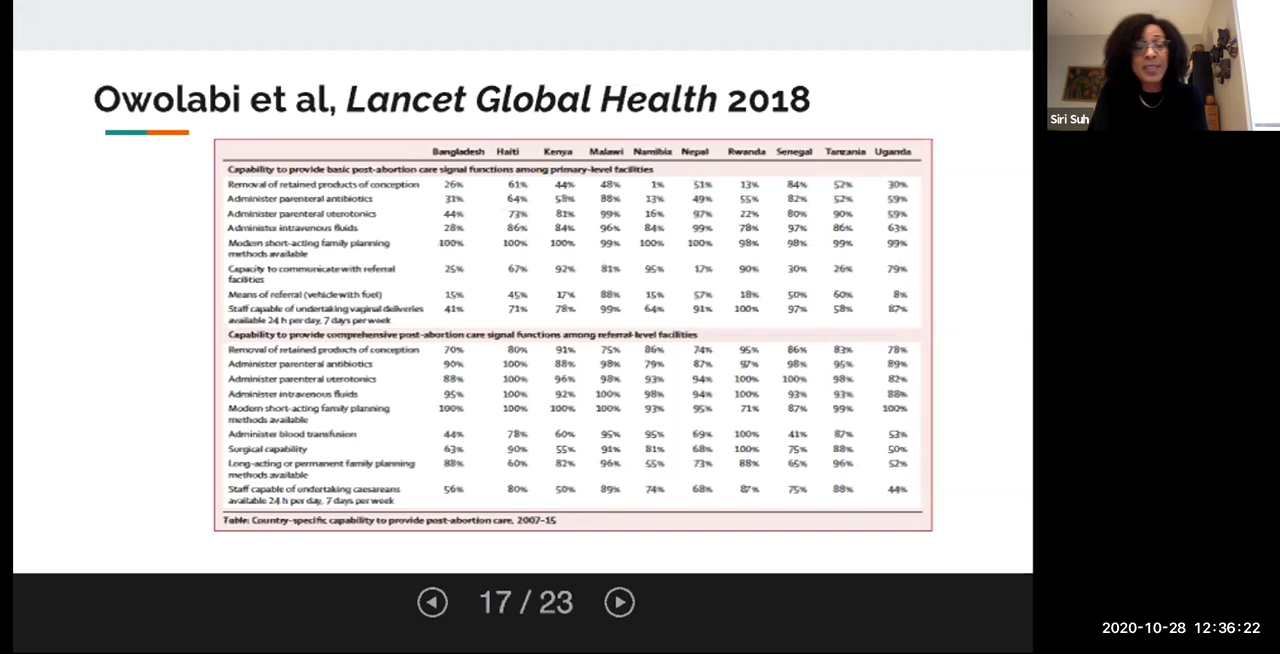 Owolabi et al, Lancet Global Health 2018
Siri Suh
Bangladesh Haiti Kenya Malawi Namibia Nepal Rwanda Senegal Tanzania Uganda
Capability to provide basic post-abortion care signal functions among primary-level facilities
Removal of retained products of conception 26% 61% 44% 48% 1% 51% 13% 84% 52% 30%
Administer parenteral antibiotics 31% 64% 58% 88% 13% 49% 55% 82% 52% 59%
Administer parenteral uterotonics 44% 73% 81% 99% 16% 97% 22% 80% 90% 59%
Administer intravenous fluids 28% 86% 84% 96% 84% 99% 78% 97% 86% 63%
Modern short-acting family planning 100% 100% 100% 99% 100% 100% 98% 98% 99% 99%
methods available
Capacity to communicate with referral 25% 67% 92% 81% 95% 17% 90% 30% 26% 79%
facilities
Means of referral (vehicle with fuel) 15% 45% 17% 88% 15% 57% 18% 50% 60% 8%
Staff capable of undertaking vaginal deliveries 41% 71% 78% 99% 64% 91% 100% 97% 58% 87%
available 24 h per day, 7 days per week
Capability to provide comprehensive post-abortion care signal functions among referral-level facilities
Removal of retained products of conception 70% 80% 91% 75% 86% 74% 95% 86% 83% 78%
Administer parenteral antibiotics 90% 100% 88% 98% 79% 87% 97% 98% 95% 89%
Administer parenteral uterotonics 88% 100% 96% 98% 93% 94% 100% 100% 98% 82%
Administer intravenous fluids 95% 100% 92% 100% 98% 94% 100% 93% 93% 88%
Modern short-acting family planning 100% 100% 100% 100% 93% 95% 71% 87% 99% 100%
methods available
Administer blood transfusion 44% 78% 60% 95% 95% 69% 100% 41% 87% 53%
Surgical capability 63% 90% 55% 91% 81% 68% 100% 75% 88% 50%
Long-acting or permanent family planning 88% 60% 82% 96% 55% 73% 88% 65% 96% 52%
methods available
Staff capable of undertaking caesareans 56% 80% 50% 89% 74% 68% 87% 75% 88% 44%
available 24 h per day, 7 days per week
Table: Country-specific capability to provide post-abortion care, 2007-15
17 / 23
2020-10-28 12:36:22